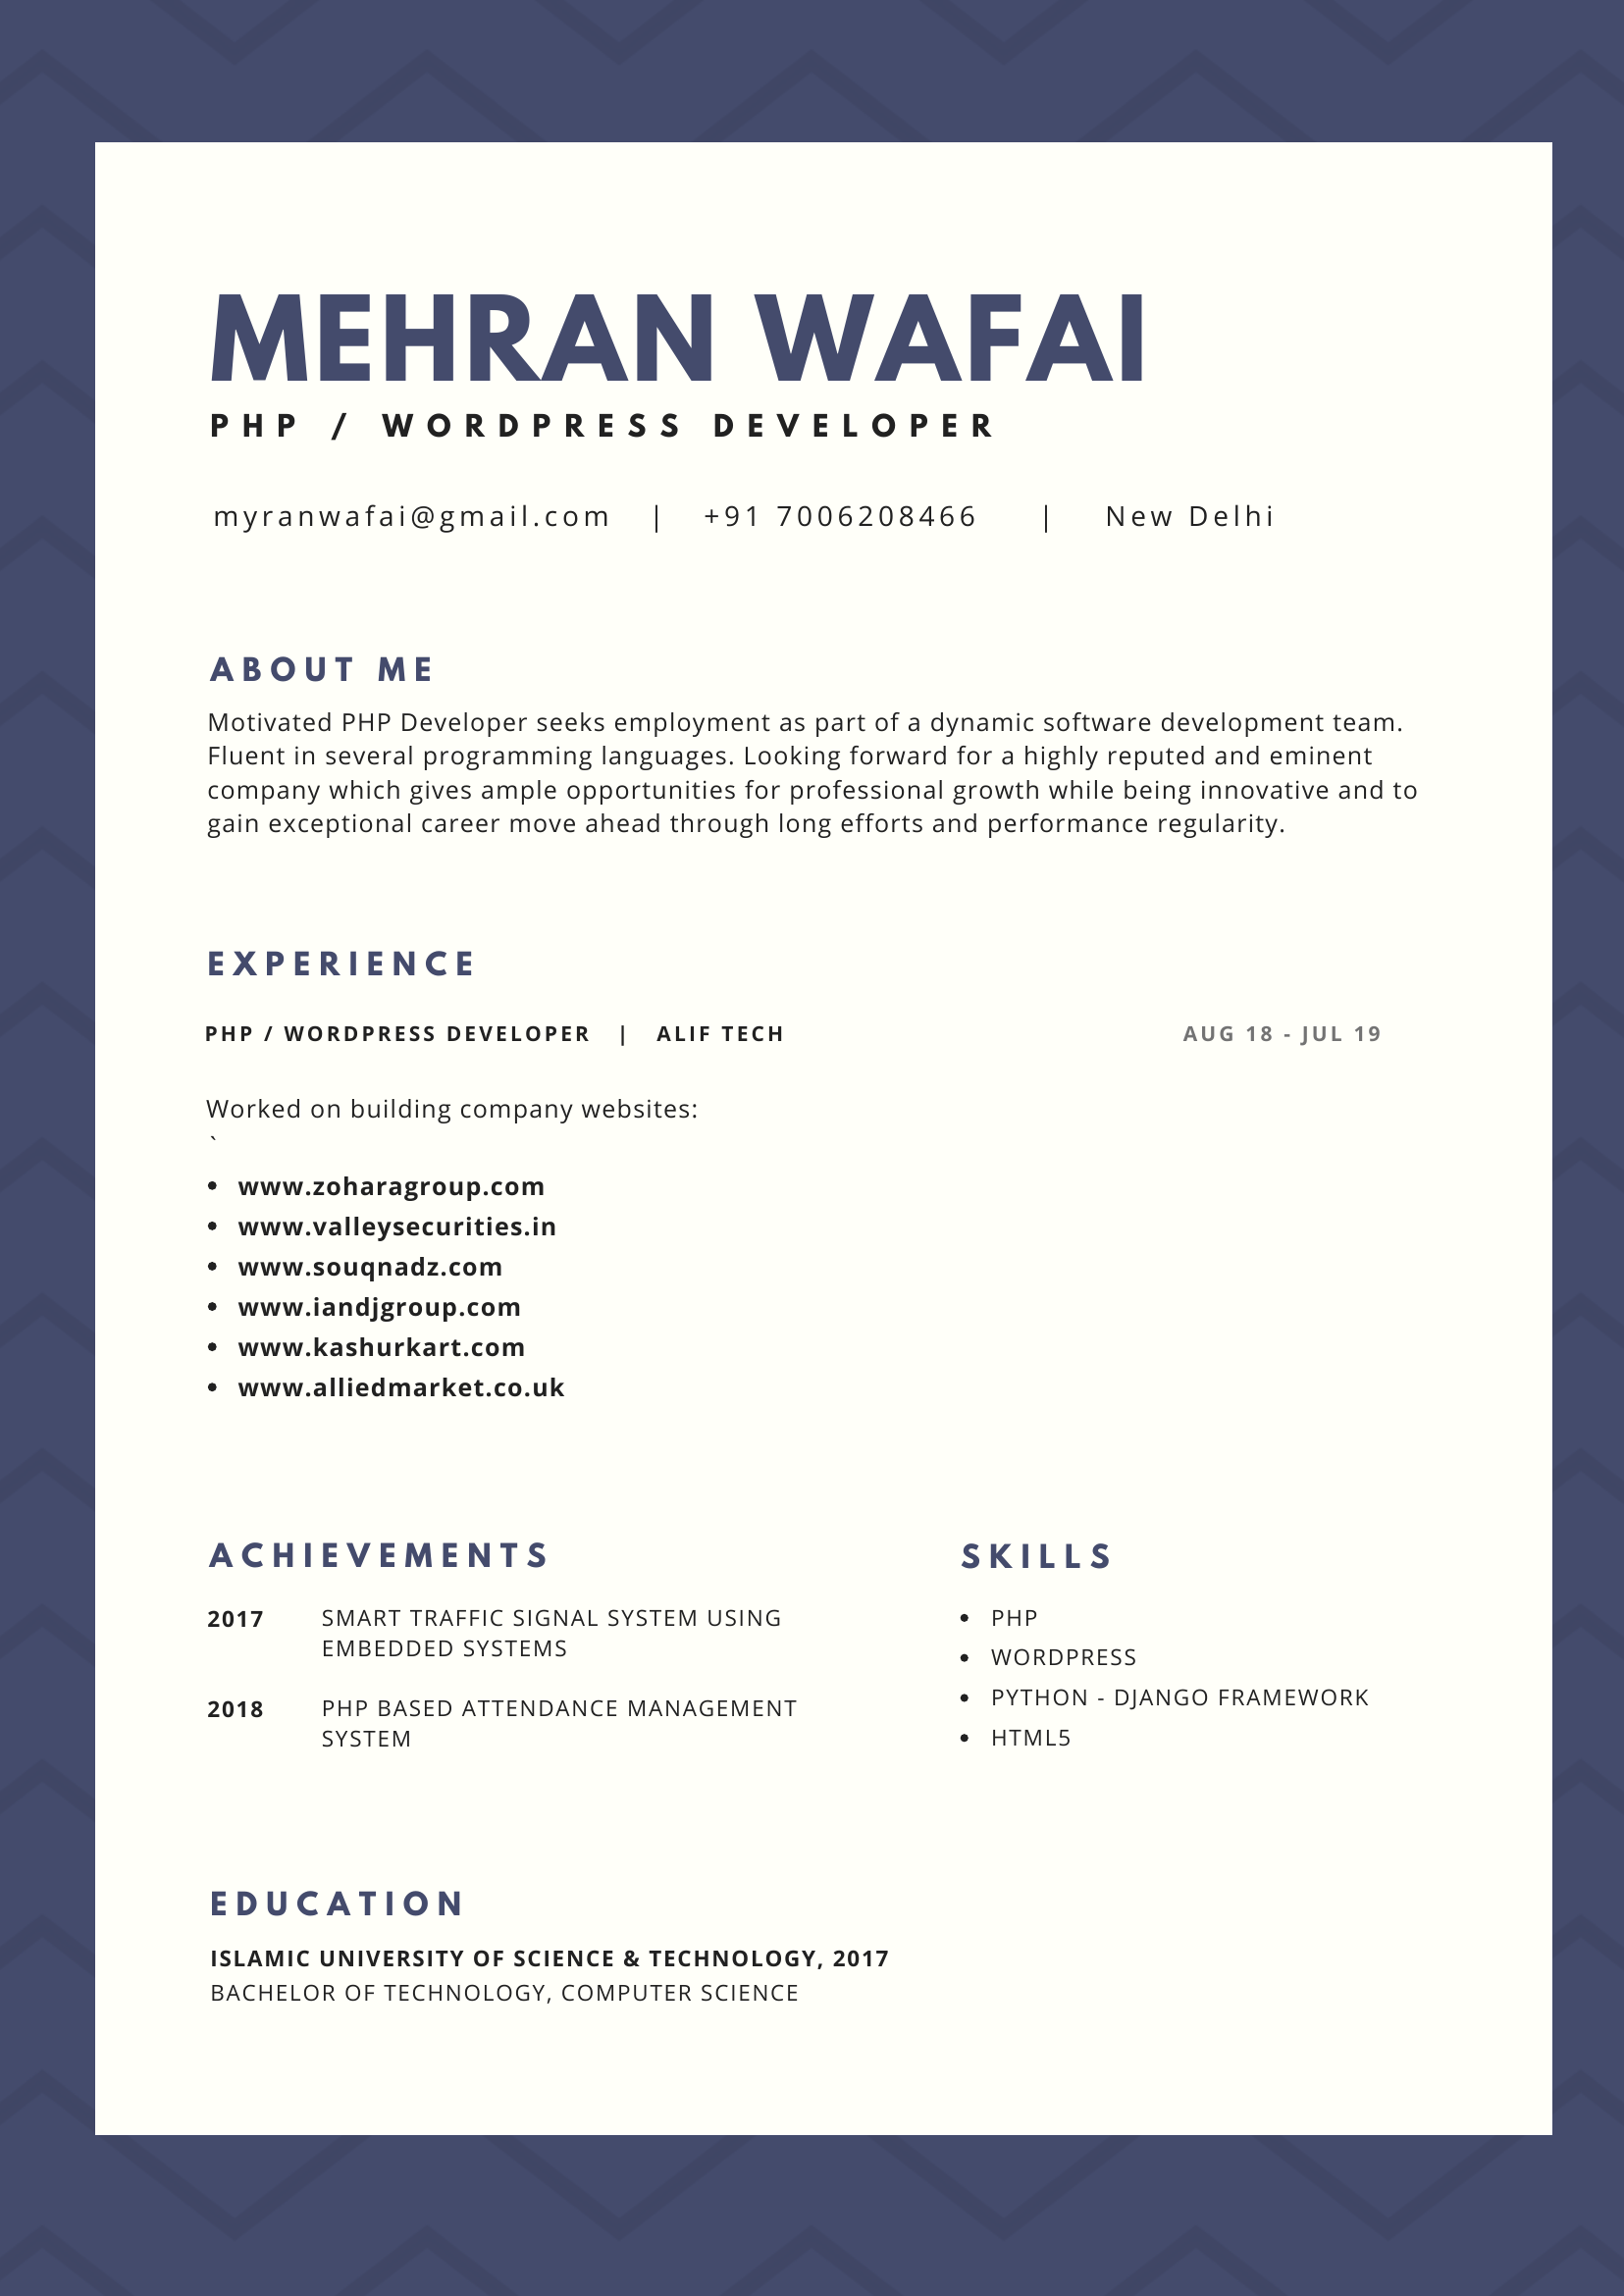 MEHRAN WAFAI
PHP / WORDPRESS DEVELOPER
myranwafai@gmail.com | +91 7006208466 | New Delhi
ABOUT ME
Motivated PHP Developer seeks employment as part of a dynamic software development team.
Fluent in several programming languages. Looking forward for a highly reputed and eminent
company which gives ample opportunities for professional growth while being innovative and to
gain exceptional career move ahead through long efforts and performance regularity.
EXPERIENCE
PHP / WORDPRESS DEVELOPER | ALIF TECH AUG 18 - JUL 19
Worked on building company websites:
`
• www.zoharagroup.com
• www.valleysecurities.in
• www.souqnadz.com
• www.iandjgroup.com
• www.kashurkart.com
• www.alliedmarket.co.uk
ACHIEVEMENTS
2017 SMART TRAFFIC SIGNAL SYSTEM USING
EMBEDDED SYSTEMS
2018 PHP BASED ATTENDANCE MANAGEMENT
SYSTEM
SKILLS
• PHP
• WORDPRESS
• PYTHON - DJANGO FRAMEWORK
• HTML5
EDUCATION
ISLAMIC UNIVERSITY OF SCIENCE & TECHNOLOGY, 2017
BACHELOR OF TECHNOLOGY, COMPUTER SCIENCE